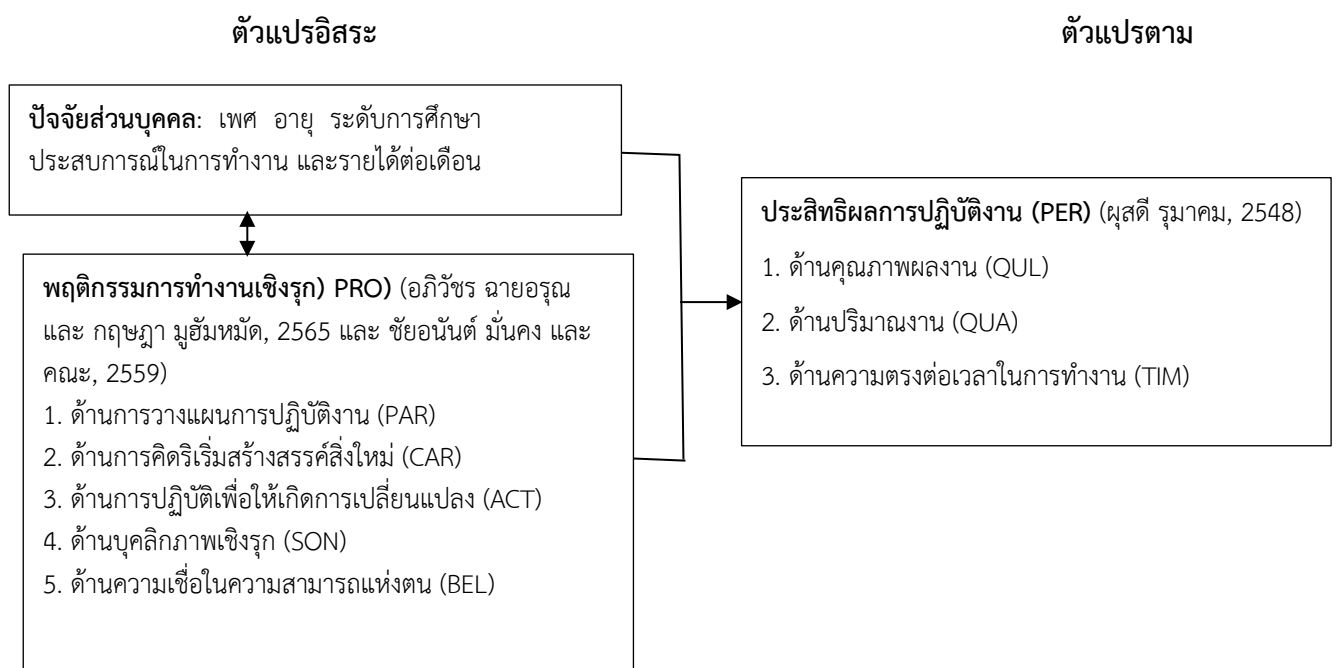 ตัวแปรอิสระ
ตัวแปรตาม
ปัจจัยส่วนบุคคล: เพศ อายุ ระดับการศึกษา
ประสบการณ์ในการทำงาน และรายได้ต่อเดือน
พฤติกรรมการทำงานเชิงรุก) PRO) (อภิวัชร ฉายอรุณ
และ กฤษฎา มูฮัมหมัด, 2565 และ ชัยอนันต์ มั่นคง และ
คณะ, 2559)
1. ด้านการวางแผนการปฏิบัติงาน (PAR)
2. ด้านการคิดริเริ่มสร้างสรรค์สิ่งใหม่ (CAR)
3. ด้านการปฏิบัติเพื่อให้เกิดการเปลี่ยนแปลง (ACT)
4. ด้านบุคลิกภาพเชิงรุก (SON)
5. ด้านความเชื่อในความสามารถแห่งตน (BEL)
ประสิทธิผลการปฏิบัติงาน (PER) (ผุสดี รุมาคม, 2548)
1. ด้านคุณภาพผลงาน (QUL)
2. ด้านปริมาณงาน (QUA)
3. ด้านความตรงต่อเวลาในการทำงาน (TIM)